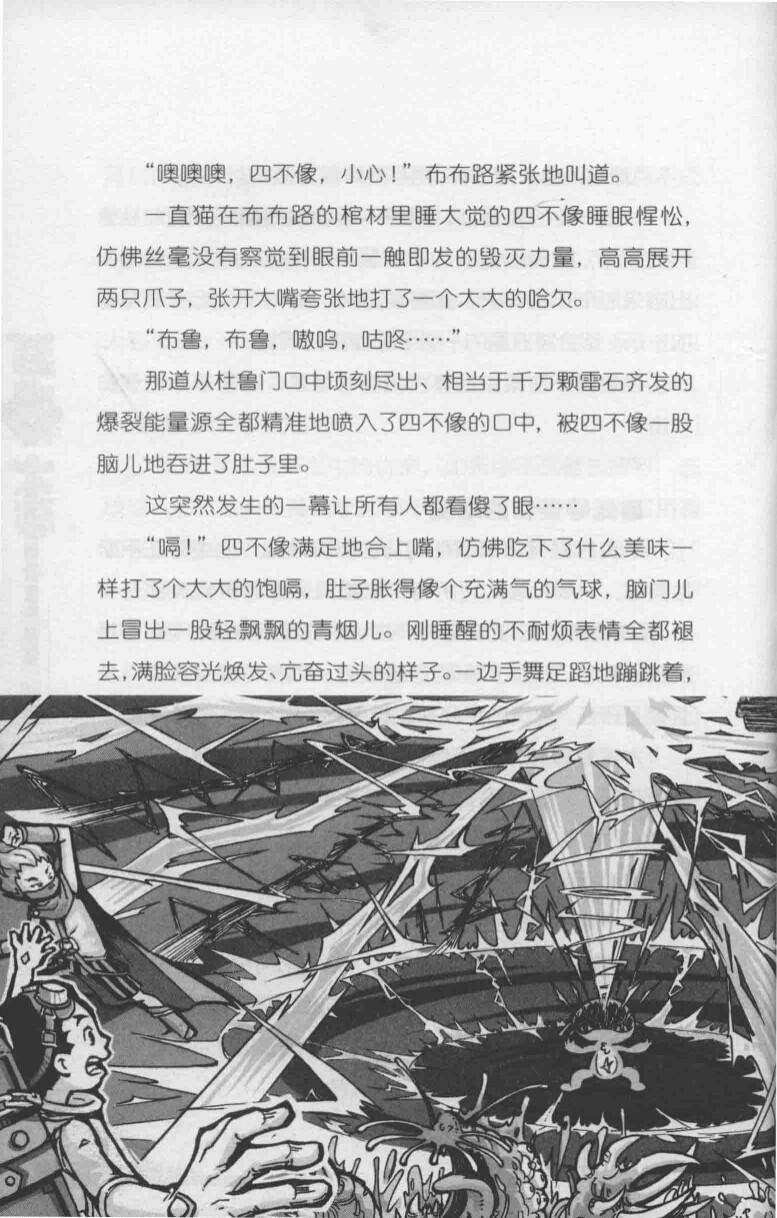 “噢噢噢，四不像，小心！”布布路紧张地叫道。
一直猫在布布路的棺材里睡大觉的四不像睡眼惺忪，
仿佛丝毫没有察觉到眼前一触即发的毁灭力量，高高展开
两只爪子，张开大嘴夸张地打了一个大大的哈欠。
“布鲁，布鲁，嗷呜，咕咚……”
那道从杜鲁门口中顷刻尽出、相当于千万颗雷石齐发的
爆裂能量源全都精准地喷入了四不像的口中，被四不像一股
脑儿地吞进了肚子里。
这突然发生的一幕让所有人都看傻了眼……
“嗝！”四不像满足地合上嘴，仿佛吃下了什么美味一
样打了个大大的饱嗝，肚子胀得像个充满气的气球，脑门儿
上冒出一股轻飘飘的青烟儿。刚睡醒的不耐烦表情全都褪
去，满脸容光焕发、亢奋过头的样子。一边手舞足蹈地蹦跳着，